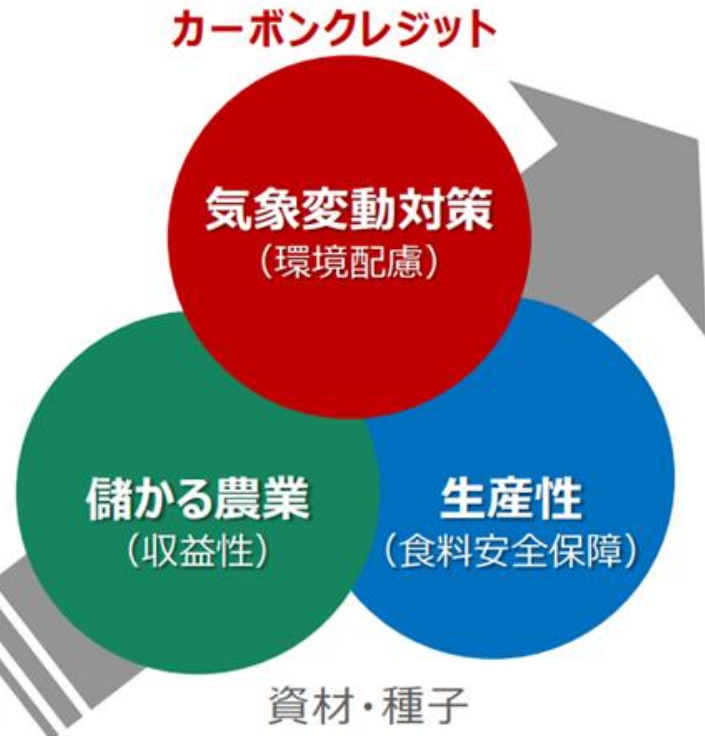 カーボンクレジット
気象変動対策
（環境配慮）
儲かる農業
（収益性）
生産性
（食料安全保障）
資材・種子